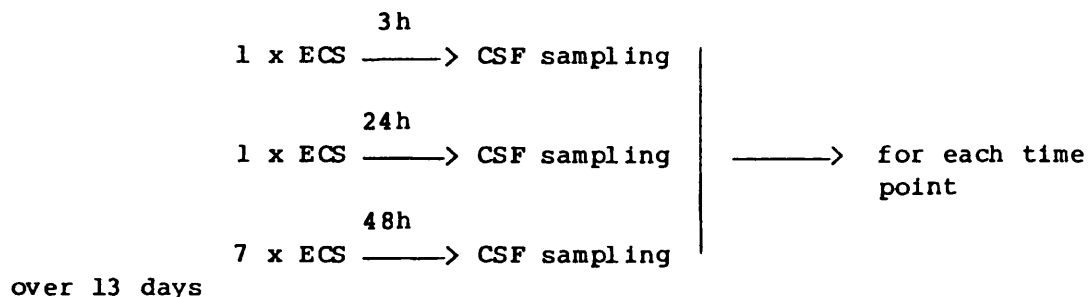 3h
1 x ECS ——> CSF sampling
24h
1 x ECS ——> CSF sampling ——> for each time
point
48h
7 x ECS ——> CSF sampling
over 13 days